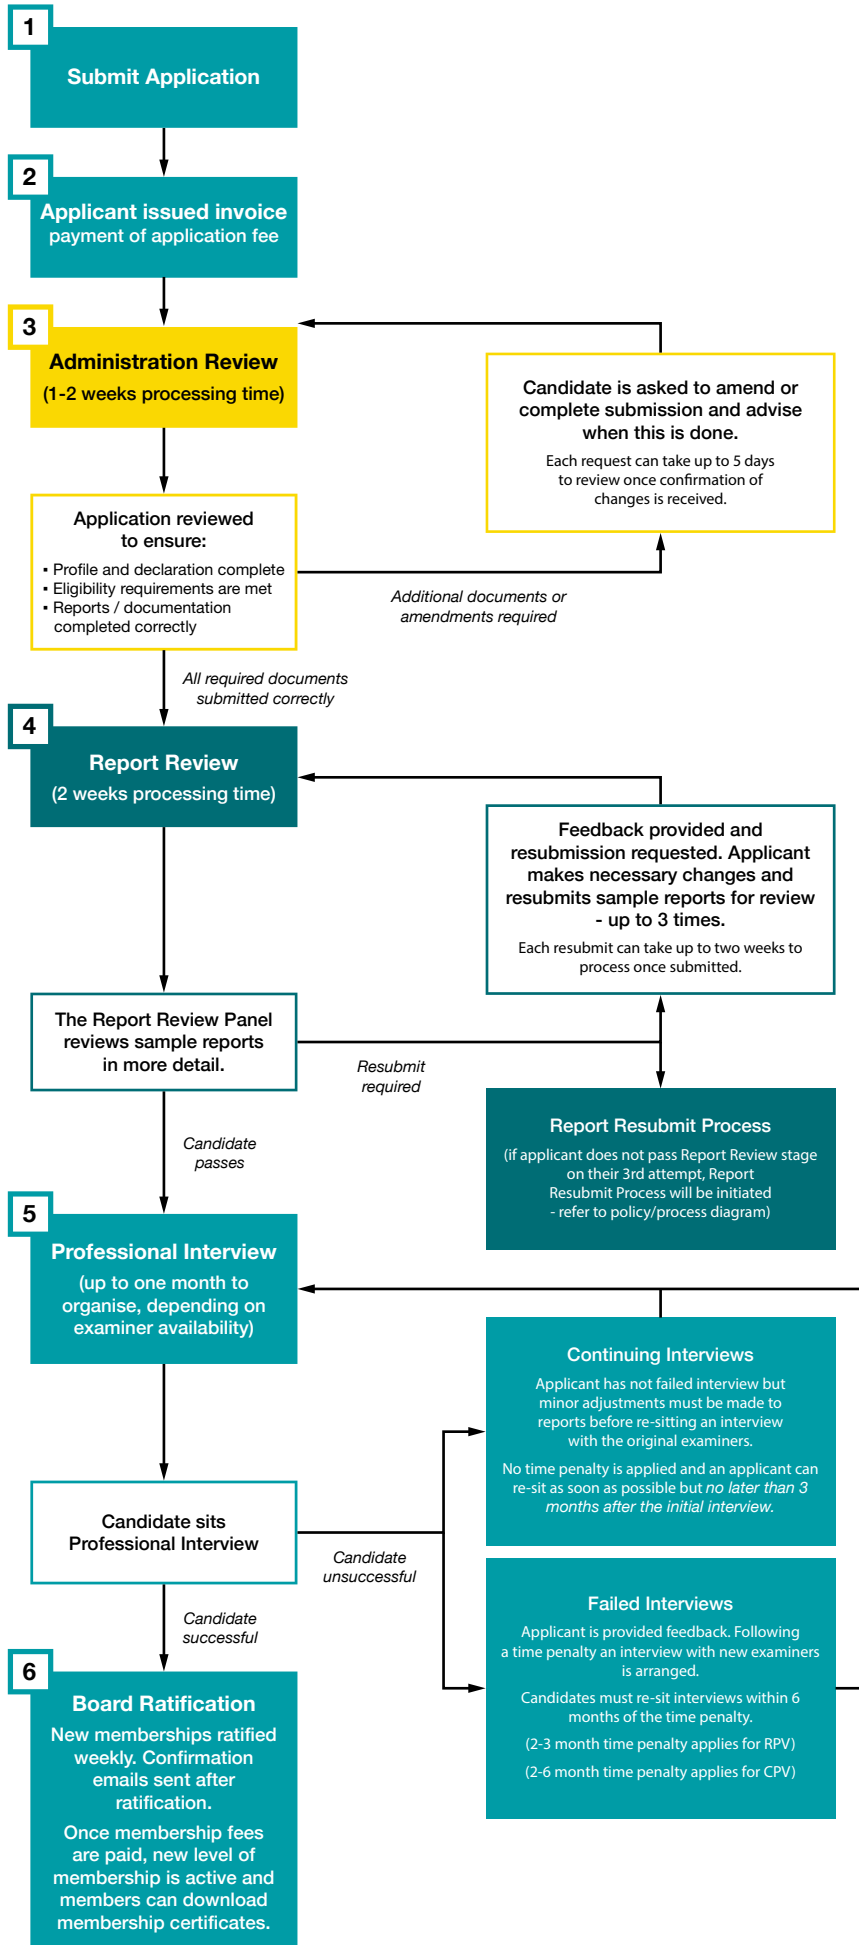 1
Submit Application
2
Applicant issued invoice
payment of application fee
3
Administration Review
(1-2 weeks processing time)
Candidate is asked to amend or
complete submission and advise
when this is done.
Each request can take up to 5 days
to review once confirmation of
changes is received.
Application reviewed
to ensure:
▪ Profile and declaration complete
▪ Eligibility requirements are met
▪ Reports / documentation
completed correctly
Additional documents or
amendments required
All required documents
submitted correctly
4
Report Review
(2 weeks processing time)
Feedback provided and
resubmission requested. Applicant
makes necessary changes and
resubmits sample reports for review
- up to 3 times.
Each resubmit can take up to two weeks to
process once submitted.
The Report Review Panel
reviews sample reports
in more detail.
Resubmit
required
Report Resubmit Process
(if applicant does not pass Report Review stage
on their 3rd attempt, Report
Resubmit Process will be initiated
- refer to policy/process diagram)
Candidate
passes
5
Professional Interview
(up to one month to
organise, depending on
examiner availability)
Continuing Interviews
Applicant has not failed interview but
minor adjustments must be made to
reports before re-sitting an interview
with the original examiners.
No time penalty is applied and an applicant can
re-sit as soon as possible but no later than 3
months after the initial interview.
Candidate sits
Professional Interview
Candidate
unsuccessful
Failed Interviews
Applicant is provided feedback. Following
a time penalty an interview with new examiners
is arranged.
Candidates must re-sit interviews within 6
months of the time penalty.
(2-3 month time penalty applies for RPV)
(2-6 month time penalty applies for CPV)
Candidate
successful
6
Board Ratification
New memberships ratified
weekly. Confirmation
emails sent after
ratification.
Once membership fees
are paid, new level of
membership is active and
members can download
membership certificates.